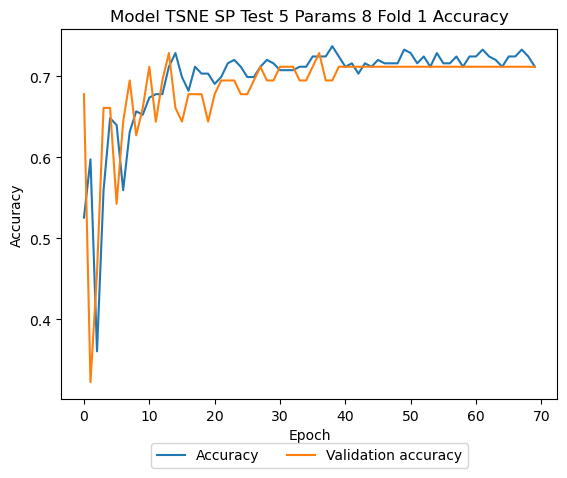 Model TSNE SP Test 5 Params 8 Fold 1 Accuracy
Accuracy
0.7
0.6
0.5
0.4
0 10 20 30 40 50 60 70
Epoch
Accuracy Validation accuracy